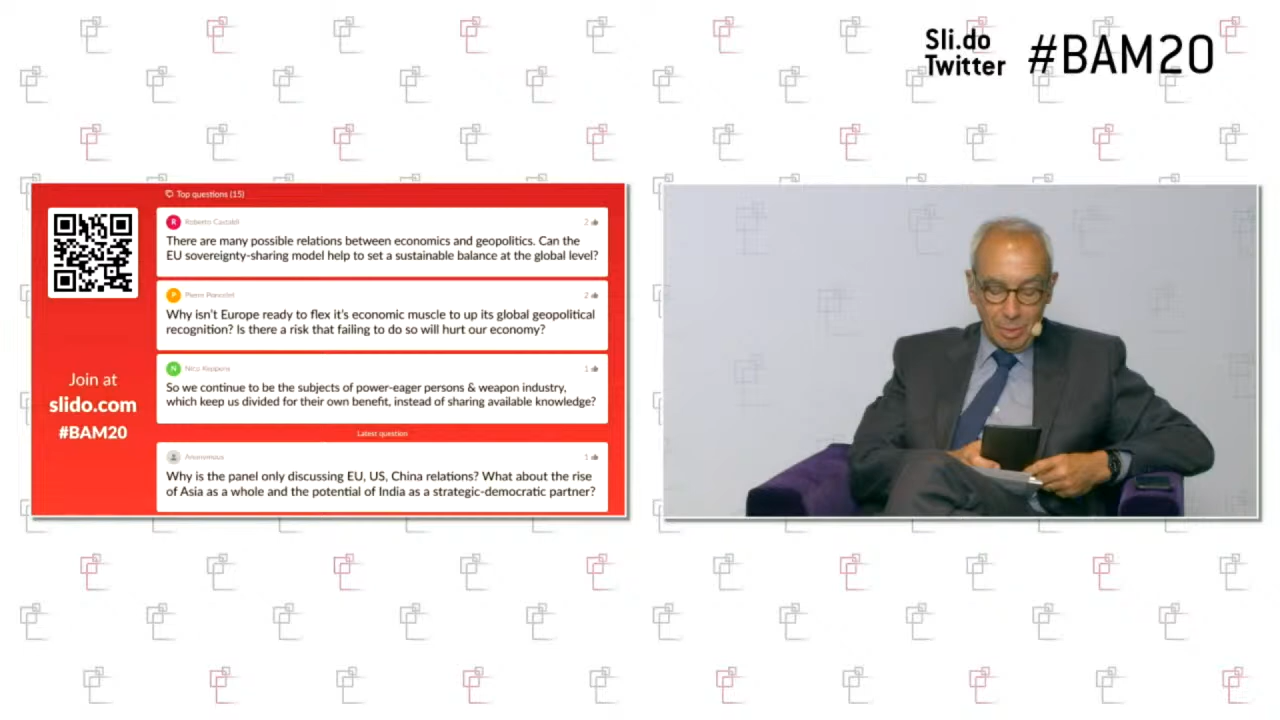 Sli.do
Twitter
#BAM20
Top questions (15)
R
Roberto Castaldi
2
There are many possible relations between economics and geopolitics. Can the
EU sovereignty-sharing model help to set a sustainable balance at the global level?
P
2
Why isn't Europe ready to flex it's economic muscle to up its global geopolitical
recognition? Is there a risk that failing to do so will hurt our economy?
N
1
So we continue to be the subjects of power-eager persons & weapon industry,
which keep us divided for their own benefit, instead of sharing available knowledge?
Latest question
Anonymous
1
Why is the panel only discussing EU, US, China relations? What about the rise
of Asia as a whole and the potential of India as a strategic-democratic partner?
Join at
slido.com
#BAM20